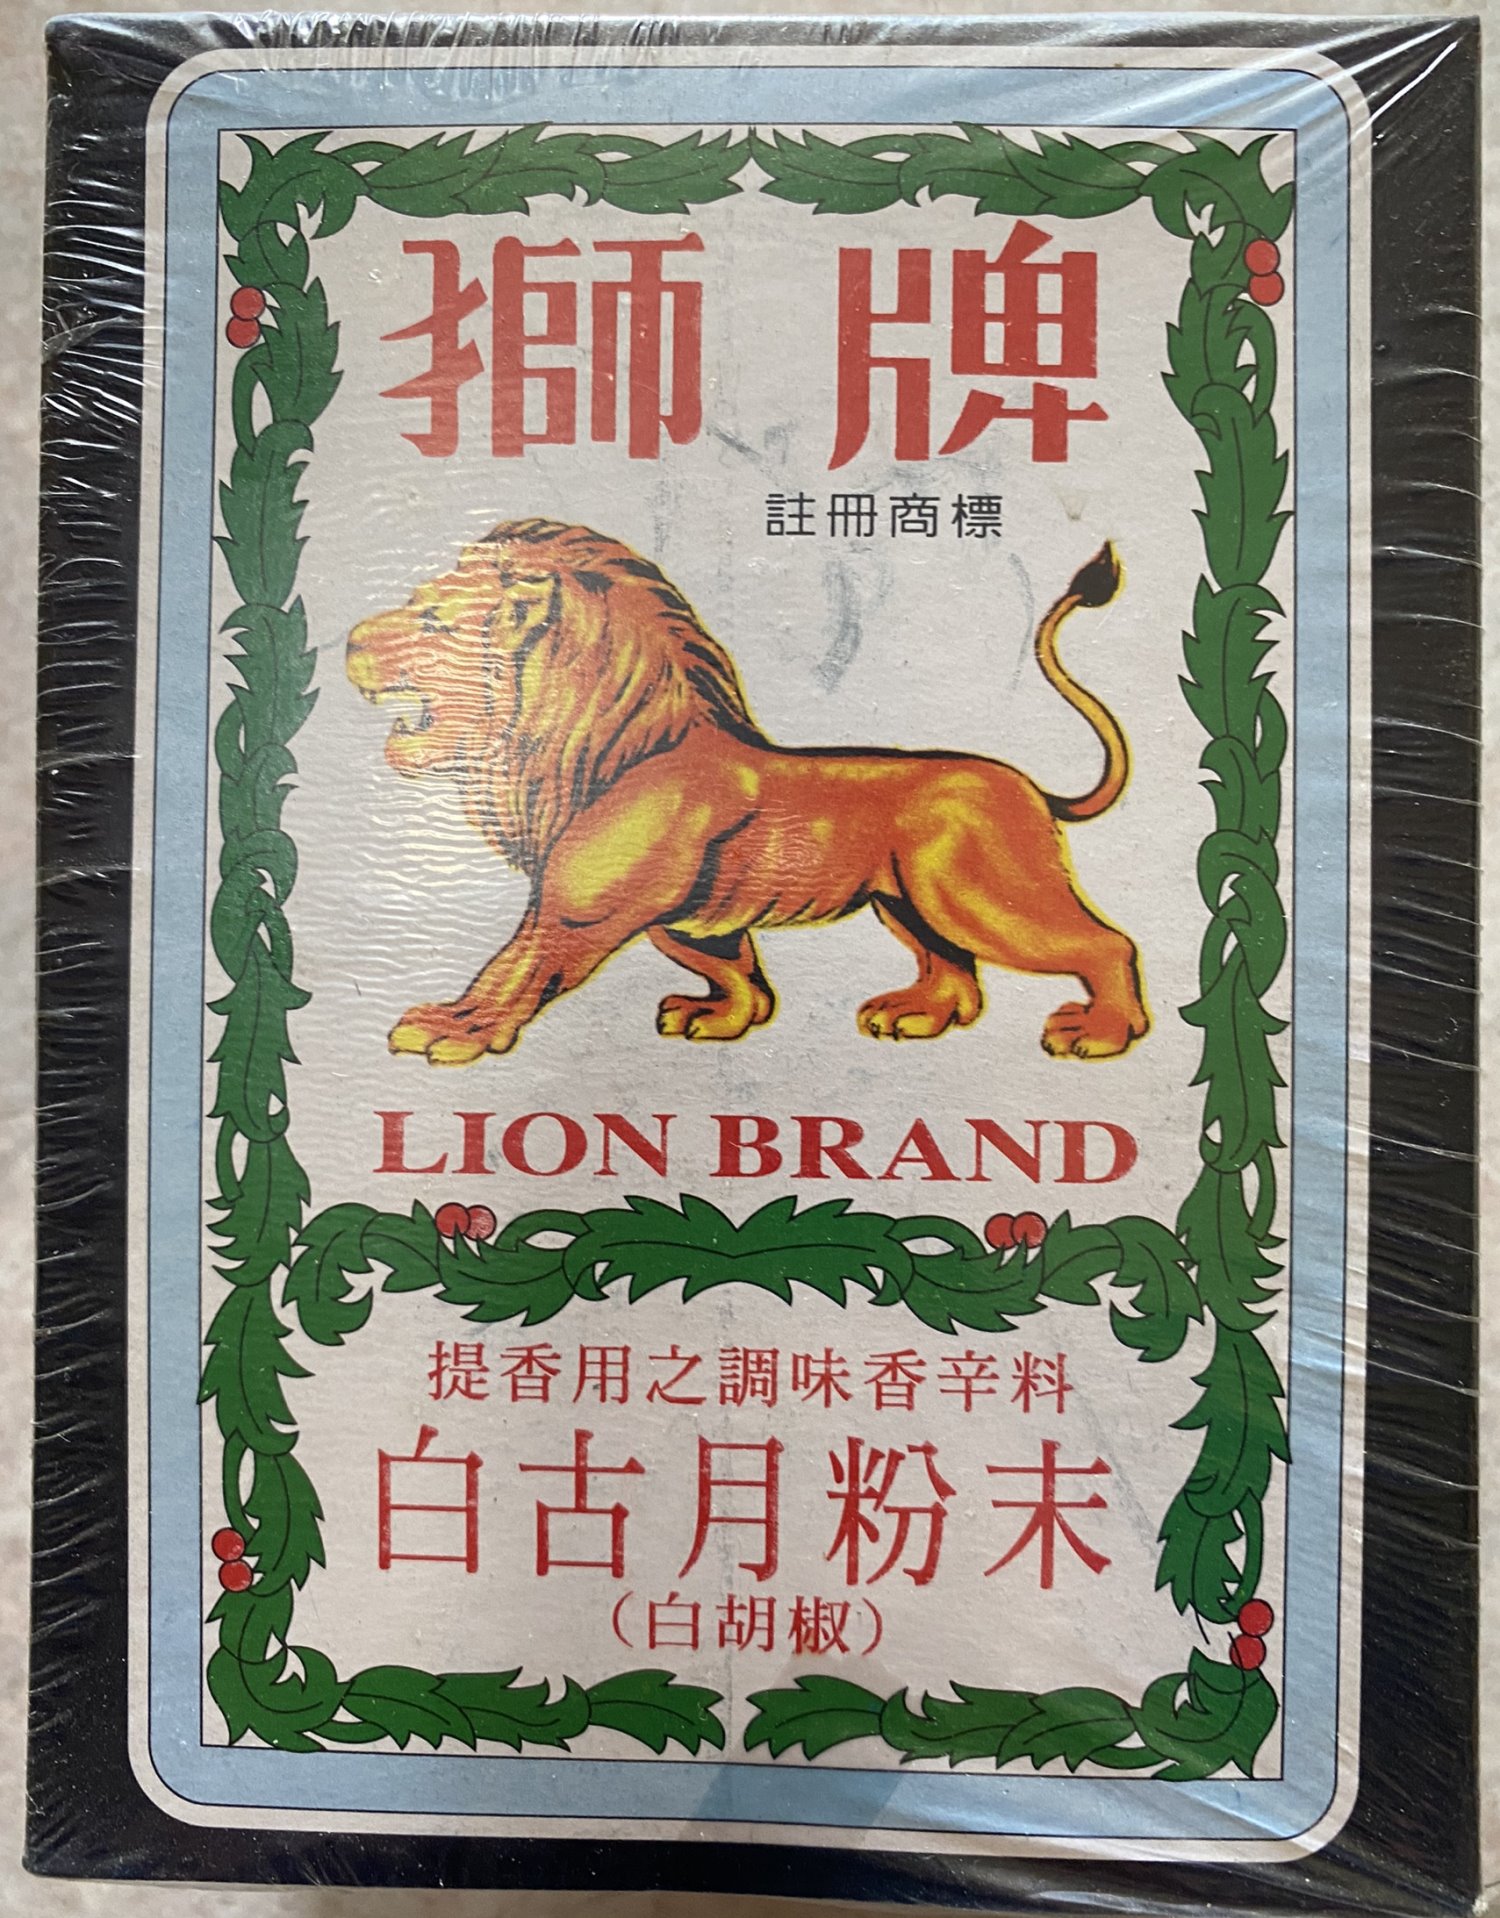 獅牌
註冊商標
LION BRAND
提香用之調味香辛料
白古月粉末
(白胡椒)